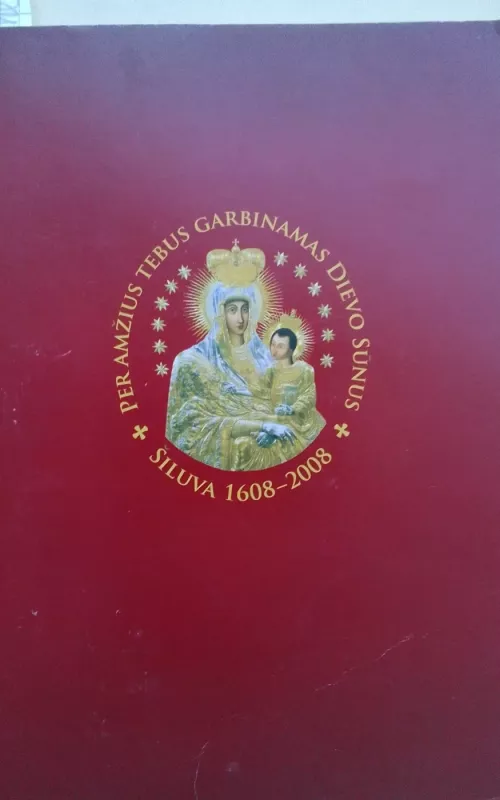 PER AMŽIUS TEBUS GARBINAMAS DIEVO SŪNUS
ŠILUVA 1608–2008